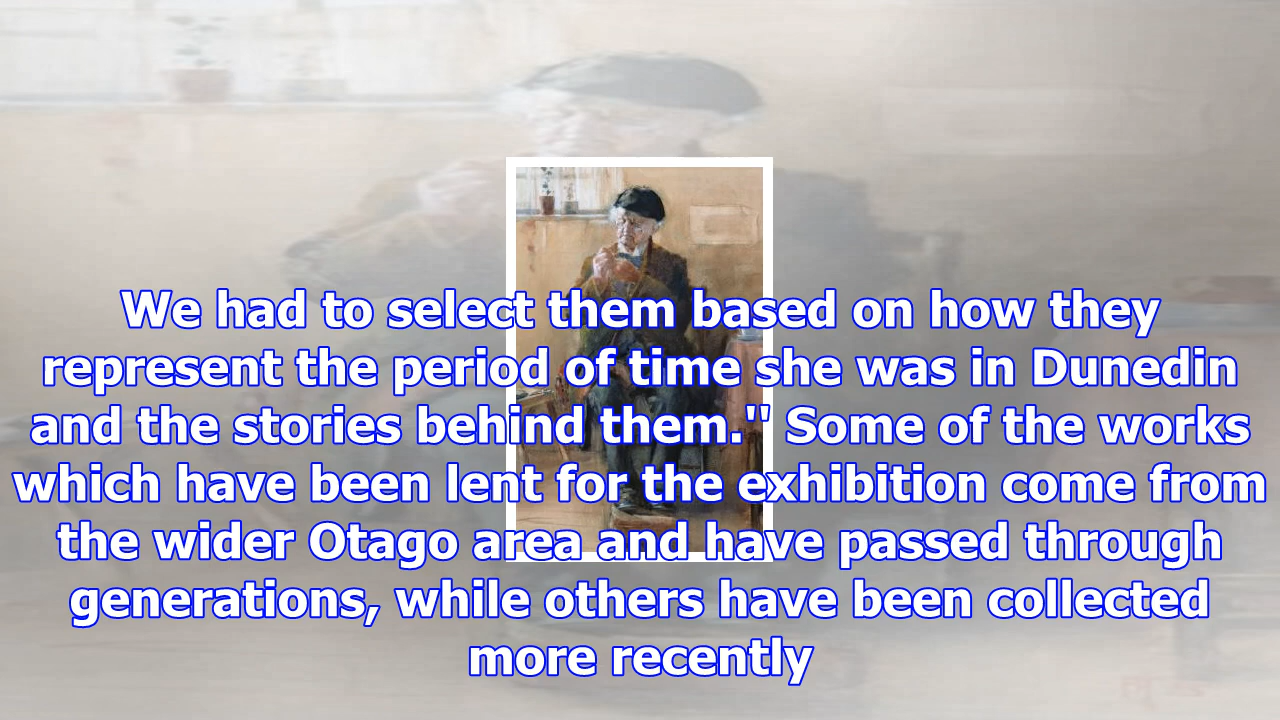 We had to select them based on how they
represent the period of time she was in Dunedin
and the stories behind them.'' Some of the works
which have been lent for the exhibition come from
the wider Otago area and have passed through
generations, while others have been collected
more recently